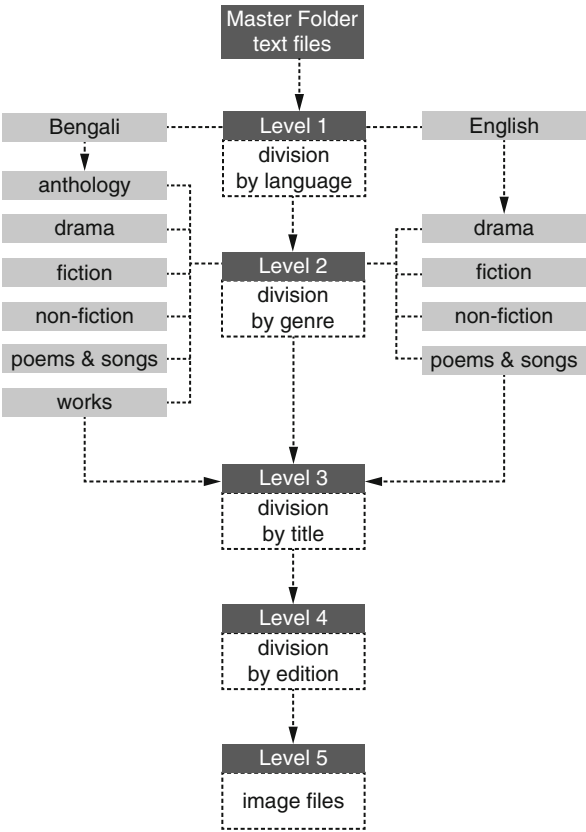 Master Folder
text files
Bengali
Level 1
English
division
by language
anthology
drama
fiction
non-fiction
poems & songs
works
Level 2
division
by genre
drama
fiction
non-fiction
poems & songs
Level 3
division
by title
Level 4
division
by edition
Level 5
image files